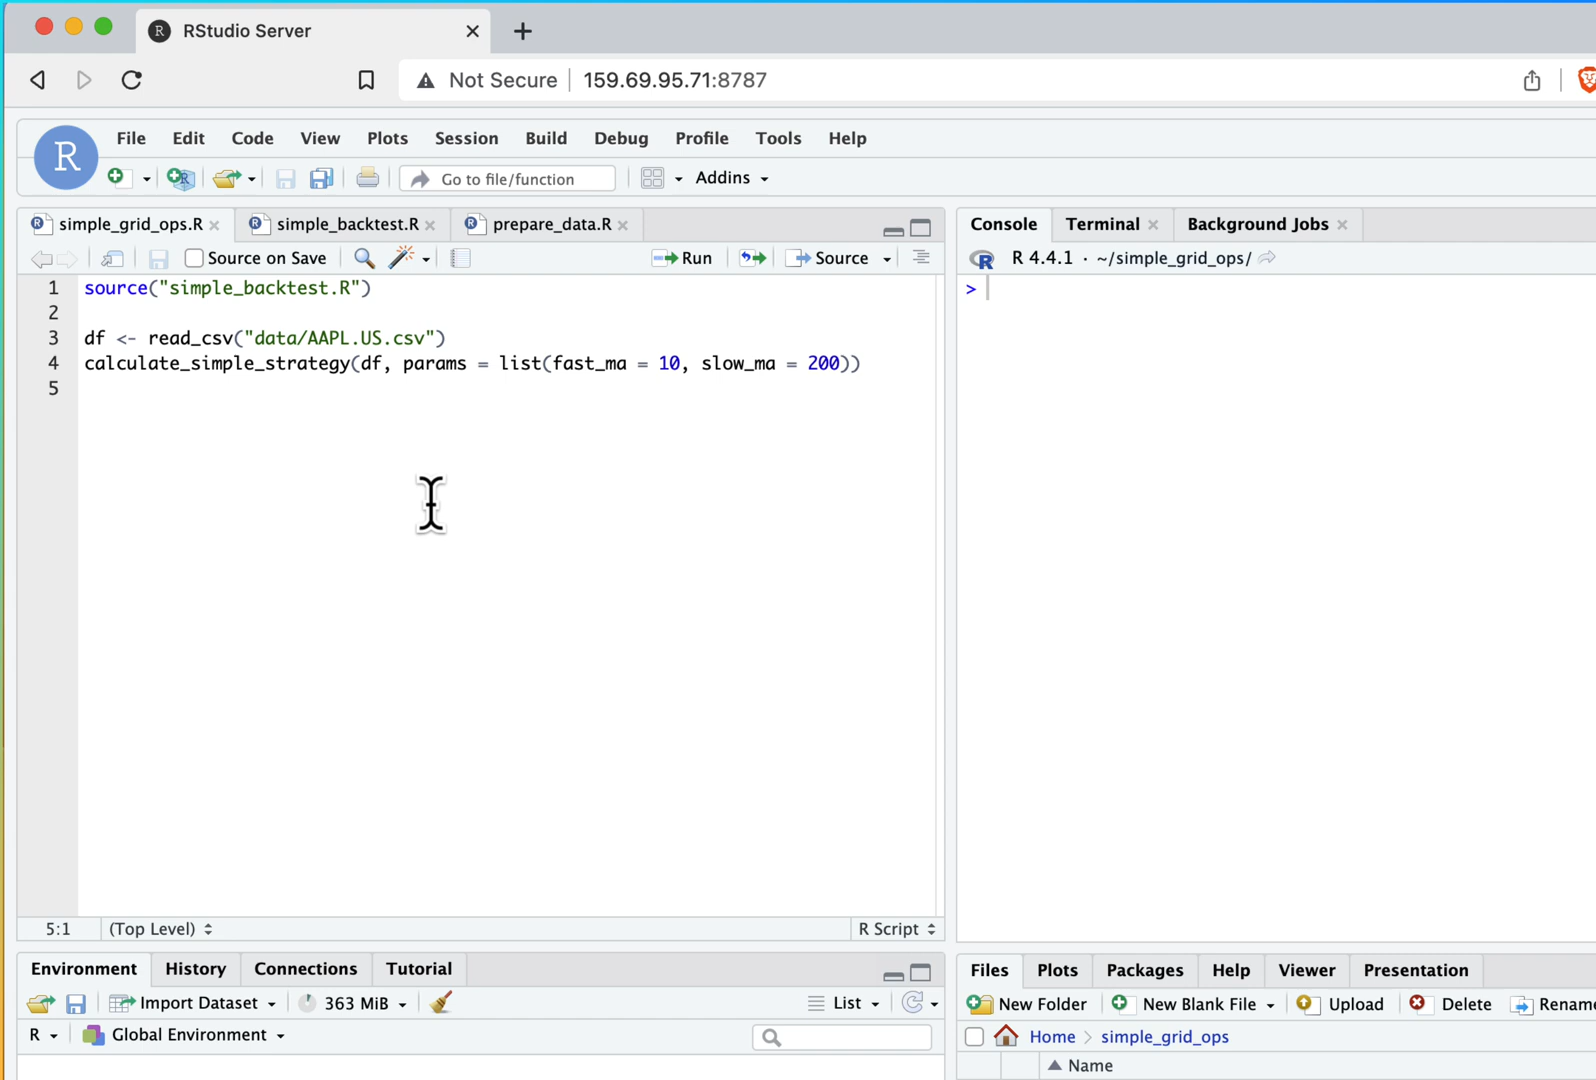 RStudio Server
Not Secure 159.69.95.71:8787
R File Edit Code View Plots Session Build Debug Profile Tools Help
Go to file/function Addins
simple_grid_ops.R simple_backtest.R prepare_data.R
Source on Save Run Source
1 source("simple_backtest.R")
2
3 df <- read_csv("data/AAPL.US.csv")
4 calculate_simple_strategy(df, params = list(fast_ma = 10, slow_ma = 200))
5
5:1 (Top Level) R Script
Console Terminal Background Jobs
R 4.4.1 · ~/simple_grid_ops/
>
Environment History Connections Tutorial
Import Dataset 363 MiB List
R Global Environment
Files Plots Packages Help Viewer Presentation
New Folder New Blank File Upload Delete Rename
Home simple_grid_ops
Name